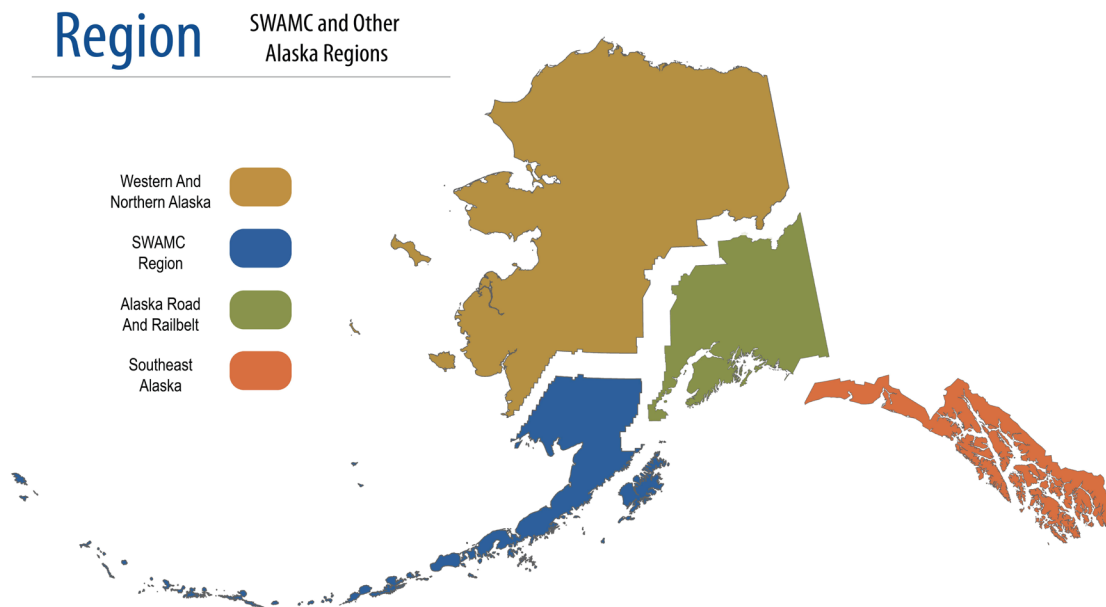 Region
SWAMC and Other
Alaska Regions
Western And
Northern Alaska
SWAMC
Region
Alaska Road
And Railbelt
Southeast
Alaska